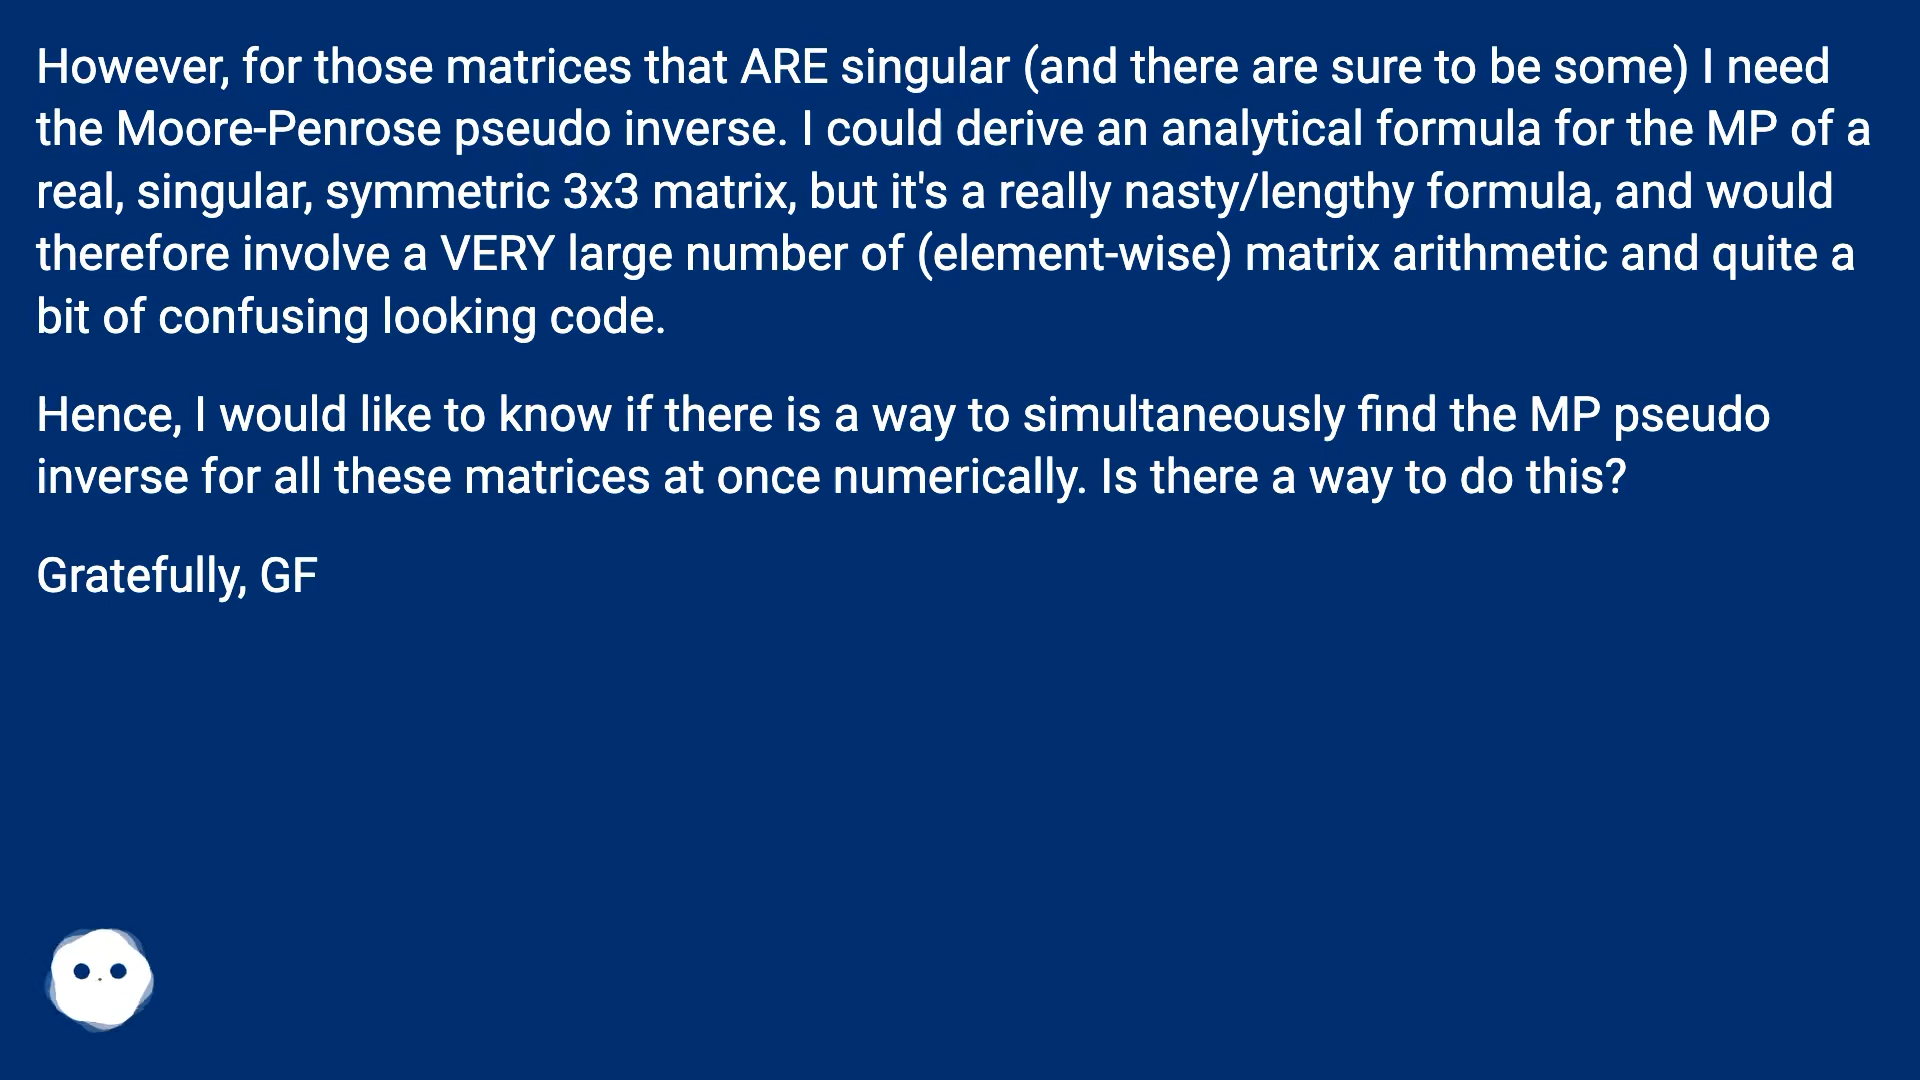 However, for those matrices that ARE singular (and there are sure to be some) I need
the Moore-Penrose pseudo inverse. I could derive an analytical formula for the MP of a
real, singular, symmetric 3x3 matrix, but it's a really nasty/lengthy formula, and would
therefore involve a VERY large number of (element-wise) matrix arithmetic and quite a
bit of confusing looking code.
Hence, I would like to know if there is a way to simultaneously find the MP pseudo
inverse for all these matrices at once numerically. Is there a way to do this?
Gratefully, GF